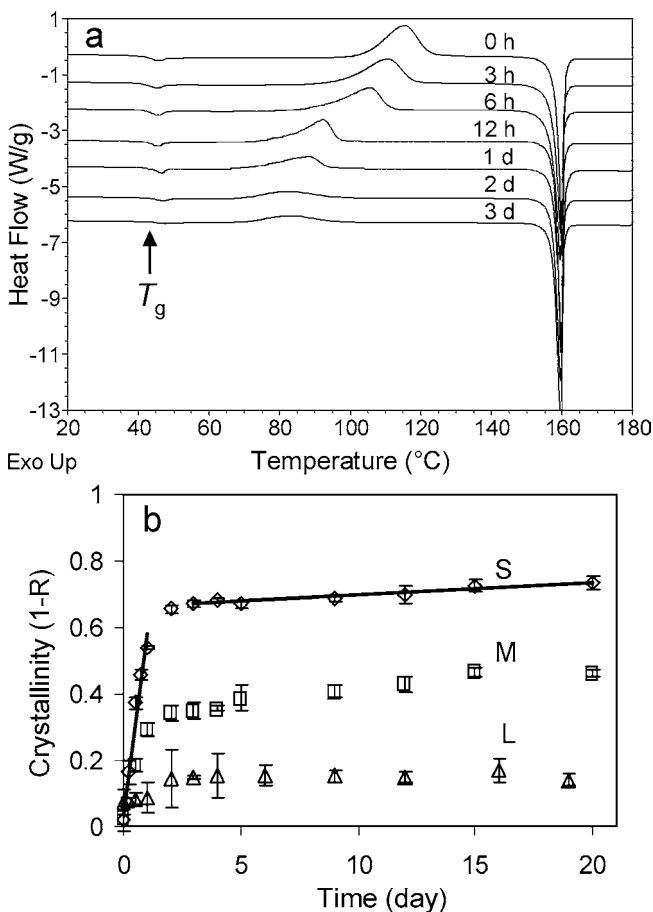 a
1
-1
-3
-5
-7
-9
-11
-13
Heat Flow (W/g)
0 h
3 h
6 h
12 h
1 d
2 d
3 d
Tg
20 40 60 80 100 120 140 160 180
Exo Up
Temperature (°C)
b
1
0.8
0.6
0.4
0.2
0
Crystallinity (1-R)
S
M
L
0 5 10 15 20
Time (day)